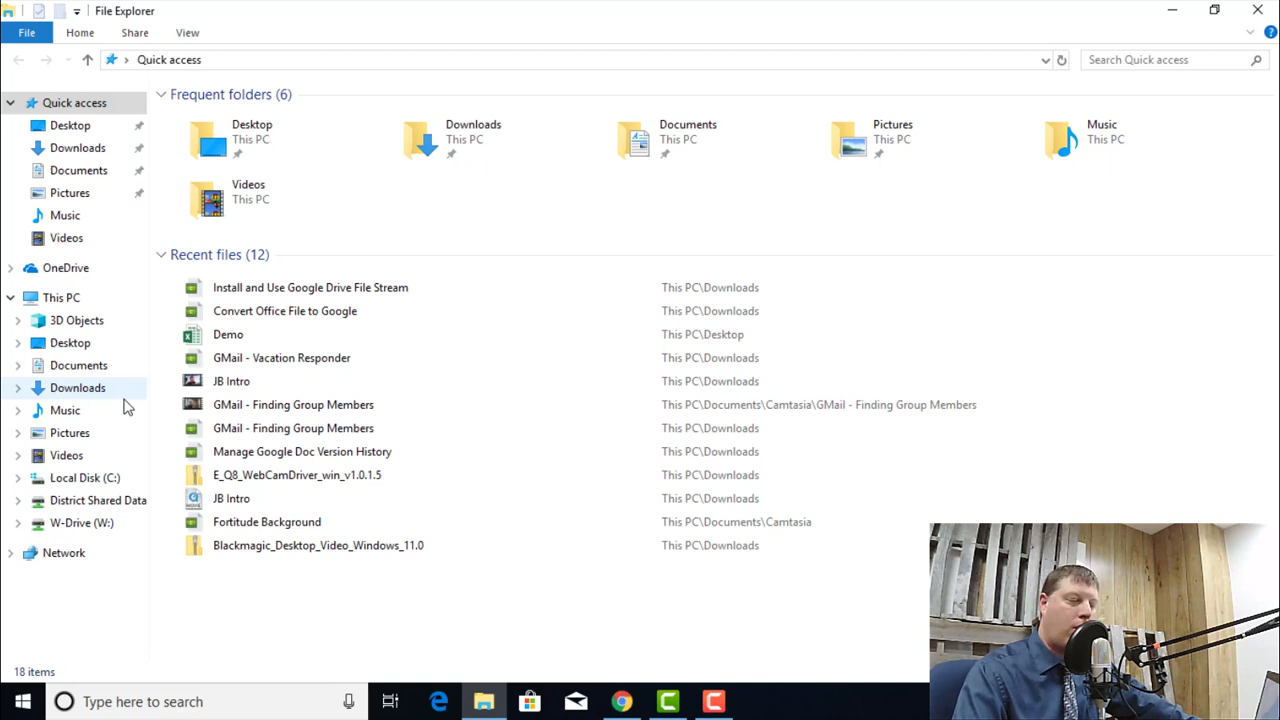 File Explorer
File Home Share View
Quick access
Search Quick access
Quick access
Desktop
Downloads
Documents
Pictures
Music
Videos
OneDrive
This PC
3D Objects
Desktop
Documents
Downloads
Music
Pictures
Videos
Local Disk (C:)
District Shared Data
W-Drive (W:)
Network
Frequent folders (6)
Desktop
This PC
Downloads
This PC
Documents
This PC
Pictures
This PC
Music
This PC
Videos
This PC
Recent files (12)
Install and Use Google Drive File Stream This PC\Downloads
Convert Office File to Google This PC\Downloads
Demo This PC\Desktop
GMail - Vacation Responder This PC\Downloads
JB Intro This PC\Downloads
GMail - Finding Group Members This PC\Documents\Camtasia\GMail - Finding Group Members
GMail - Finding Group Members This PC\Downloads
Manage Google Doc Version History This PC\Downloads
E_Q8_WebCamDriver_win_v1.0.1.5 This PC\Downloads
JB Intro This PC\Downloads
Fortitude Background This PC\Documents\Camtasia
Blackmagic_Desktop_Video_Windows_11.0 This PC\Downloads
18 items
Type here to search